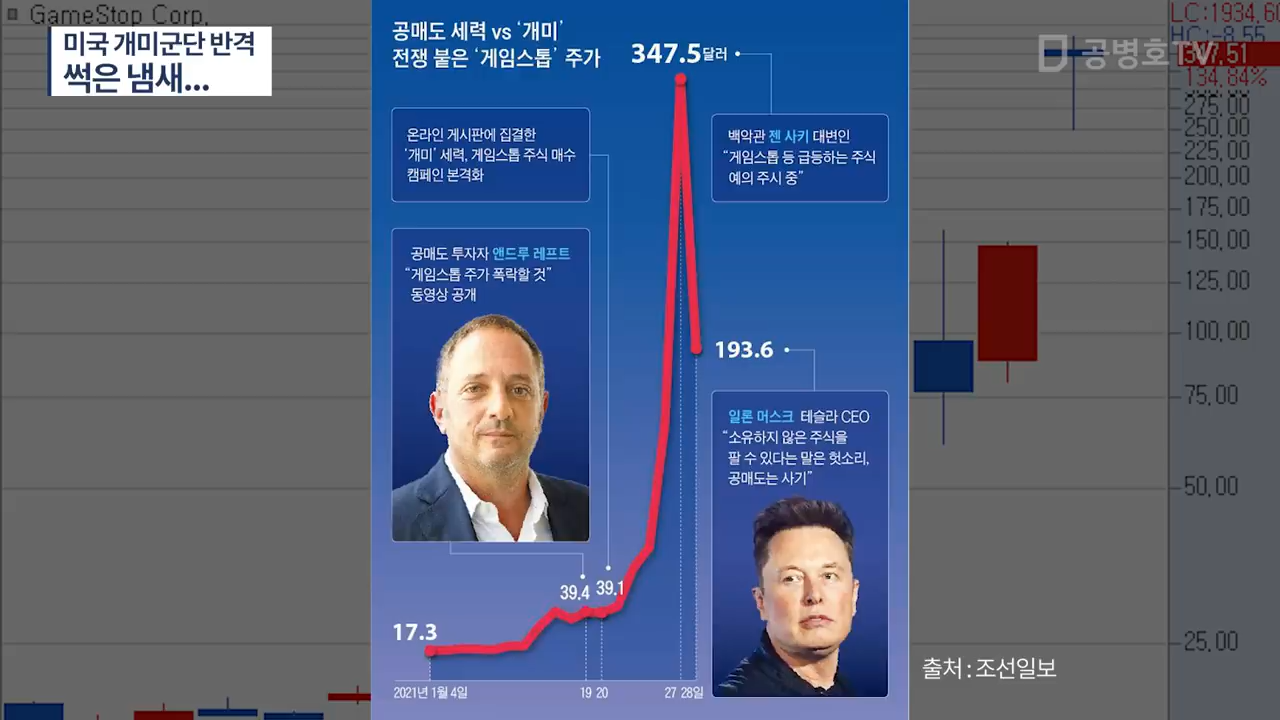 GameStop Corp,
미국 개미군단 반격
썩은 냄새...
공매도 세력 vs ‘개미’
전쟁 붙은 ‘게임스톱’ 주가
347.5달러
온라인 게시판에 집결한
‘개미’ 세력, 게임스톱 주식 매수
캠페인 본격화
백악관 젠 사키 대변인
“게임스톱 등 급등하는 주식
예의 주시 중”
공매도 투자자 앤드루 레프트
“게임스톱 주가 폭락할 것”
동영상 공개
193.6
일론 머스크 테슬라 CEO
“소유하지 않은 주식을
팔 수 있다는 말은 헛소리,
공매도는 사기”
39.4 39.1
17.3
2021년 1월 4일 19 20 27 28일
공병호TV
134,84%
275,00
250,00
225,00
200,00
175,00
150,00
125,00
100,00
75,00
50,00
25,00
출처 : 조선일보